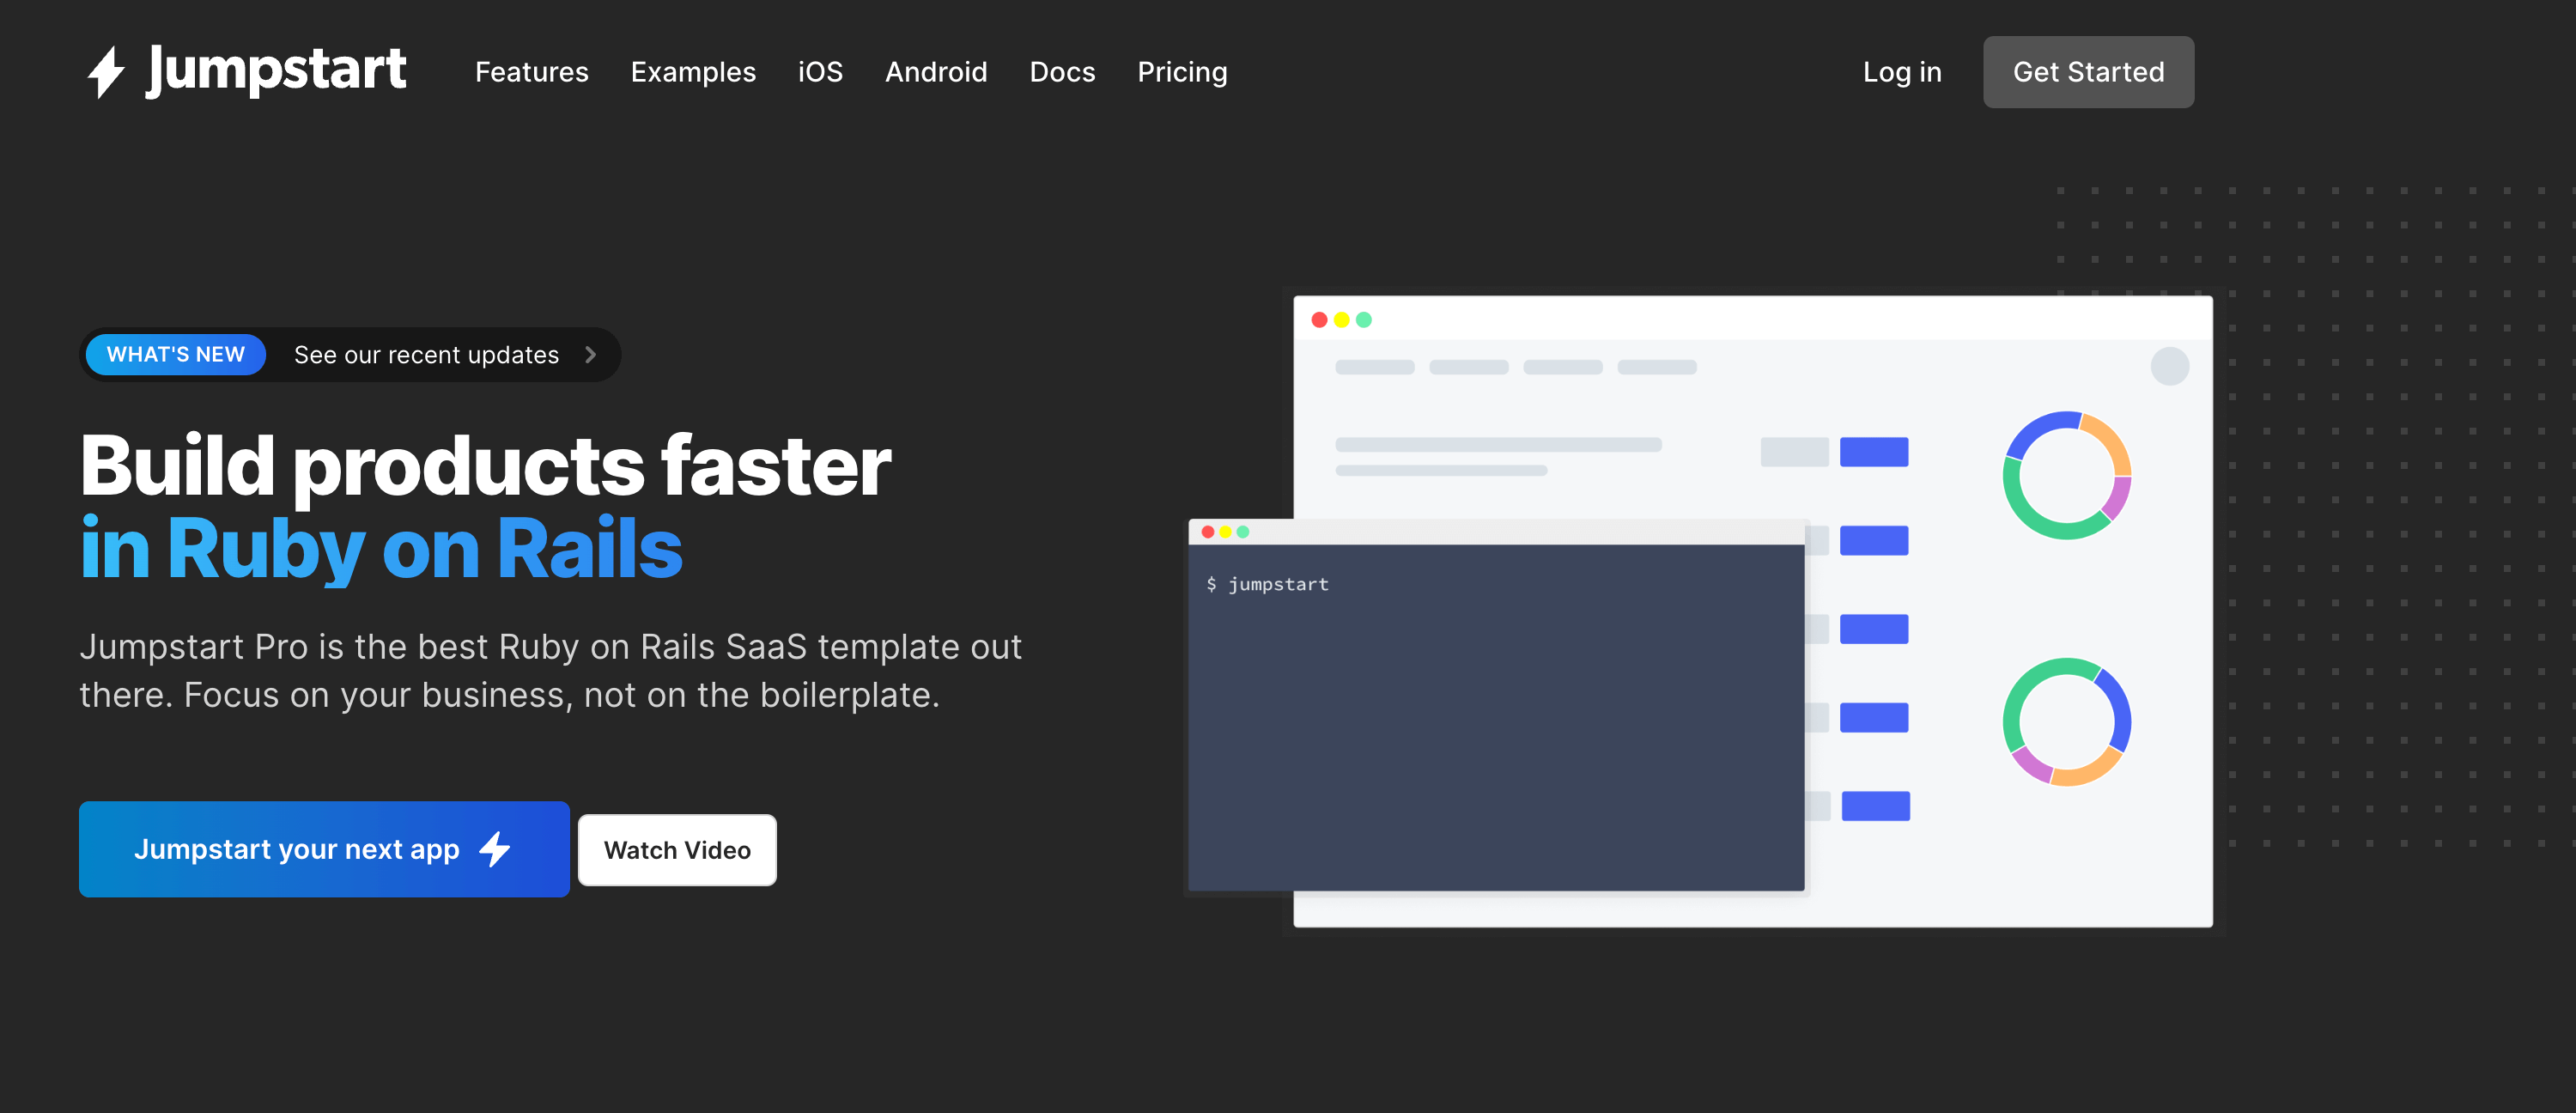 Jumpstart
Features
Examples
iOS
Android
Docs
Pricing
Log in
Get Started
WHAT'S NEW
See our recent updates
Build products faster
in Ruby on Rails
Jumpstart Pro is the best Ruby on Rails SaaS template out
there. Focus on your business, not on the boilerplate.
Jumpstart your next app
Watch Video
$ jumpstart